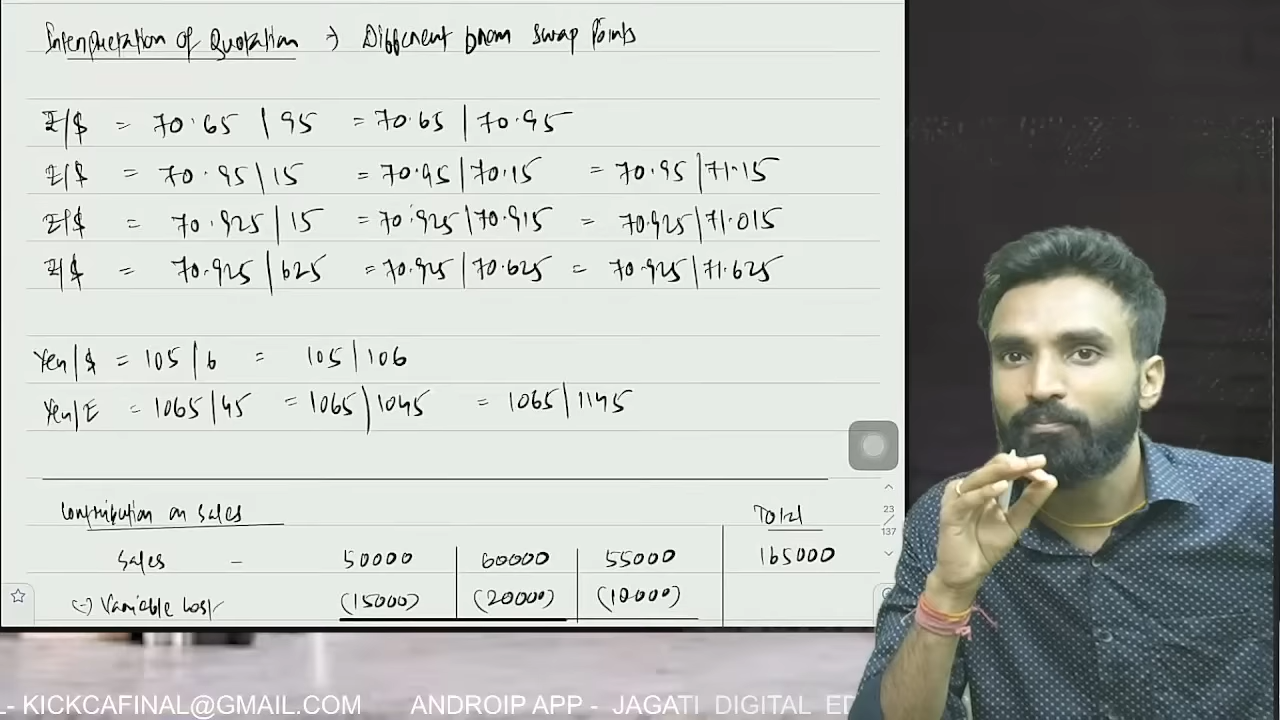 Interpretation of Quotation → Different from Swap Points
₹/$ = 70.65 | 95 = 70.65 | 70.95
₹/$ = 70.95 | 15 = 70.95 | 70.15 = 70.95 | 71.15
₹/$ = 70.925 | 15 = 70.925 | 70.915 = 70.925 | 71.015
₹/$ = 70.925 | 625 = 70.925 | 70.625 = 70.925 | 71.625
Yen/$ = 105 | 6 = 105 | 106
Yen/£ = 1065 | 45 = 1065 | 1045 = 1065 | 1145
Contribution on Sales Total
Sales - 50000 60000 55000 165000
(-) Variable Cost (15000) (20000) (10000)
23
/
137
L- KICKCAFINAL@GMAIL.COM ANDROIP APP - JAGATI DIGITAL ED